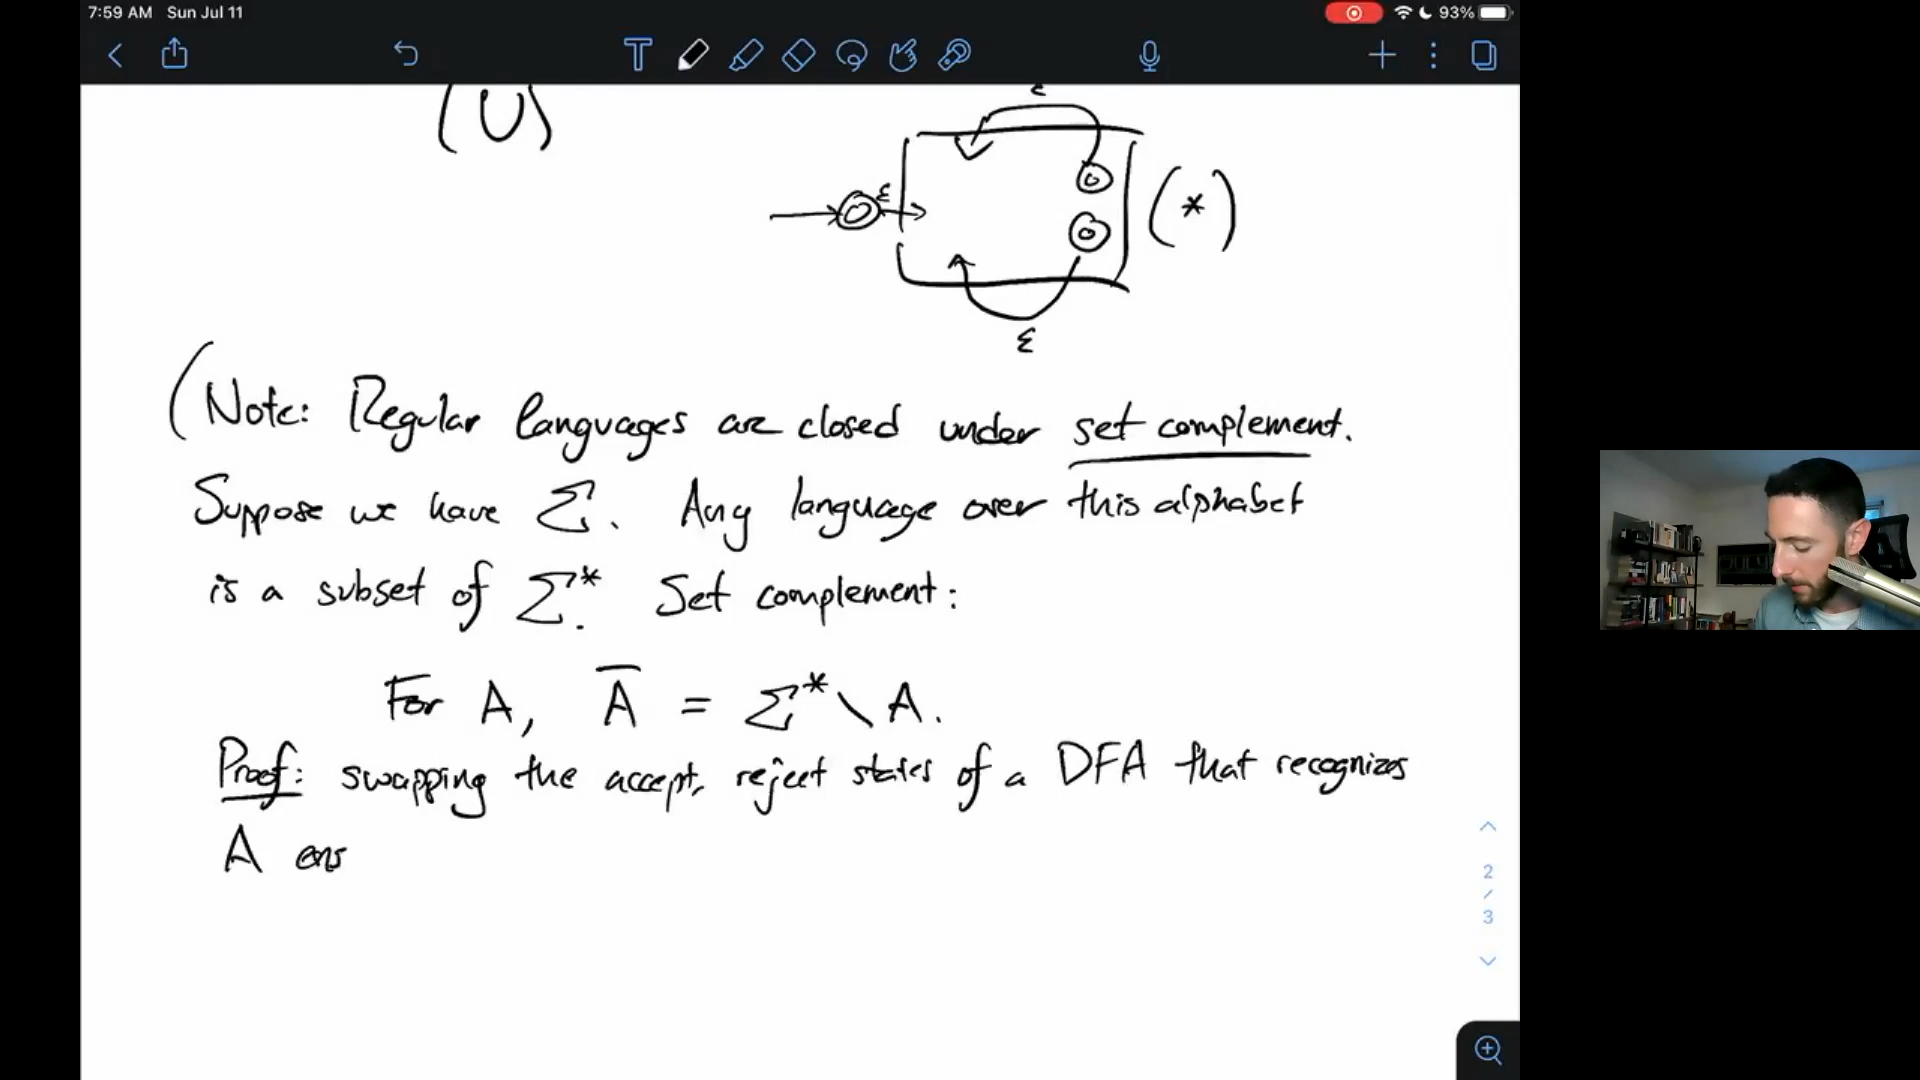 7:59 AM Sun Jul 11
93%
T
(U)
ε
ε
(*)
ε
(Note: Regular languages are closed under set complement.
Suppose we have Σ. Any language over this alphabet
is a subset of Σ*. Set complement:
For A, A̅ = Σ* \ A.
Proof: swapping the accept, reject states of a DFA that recognizes
A ens
2
/
3